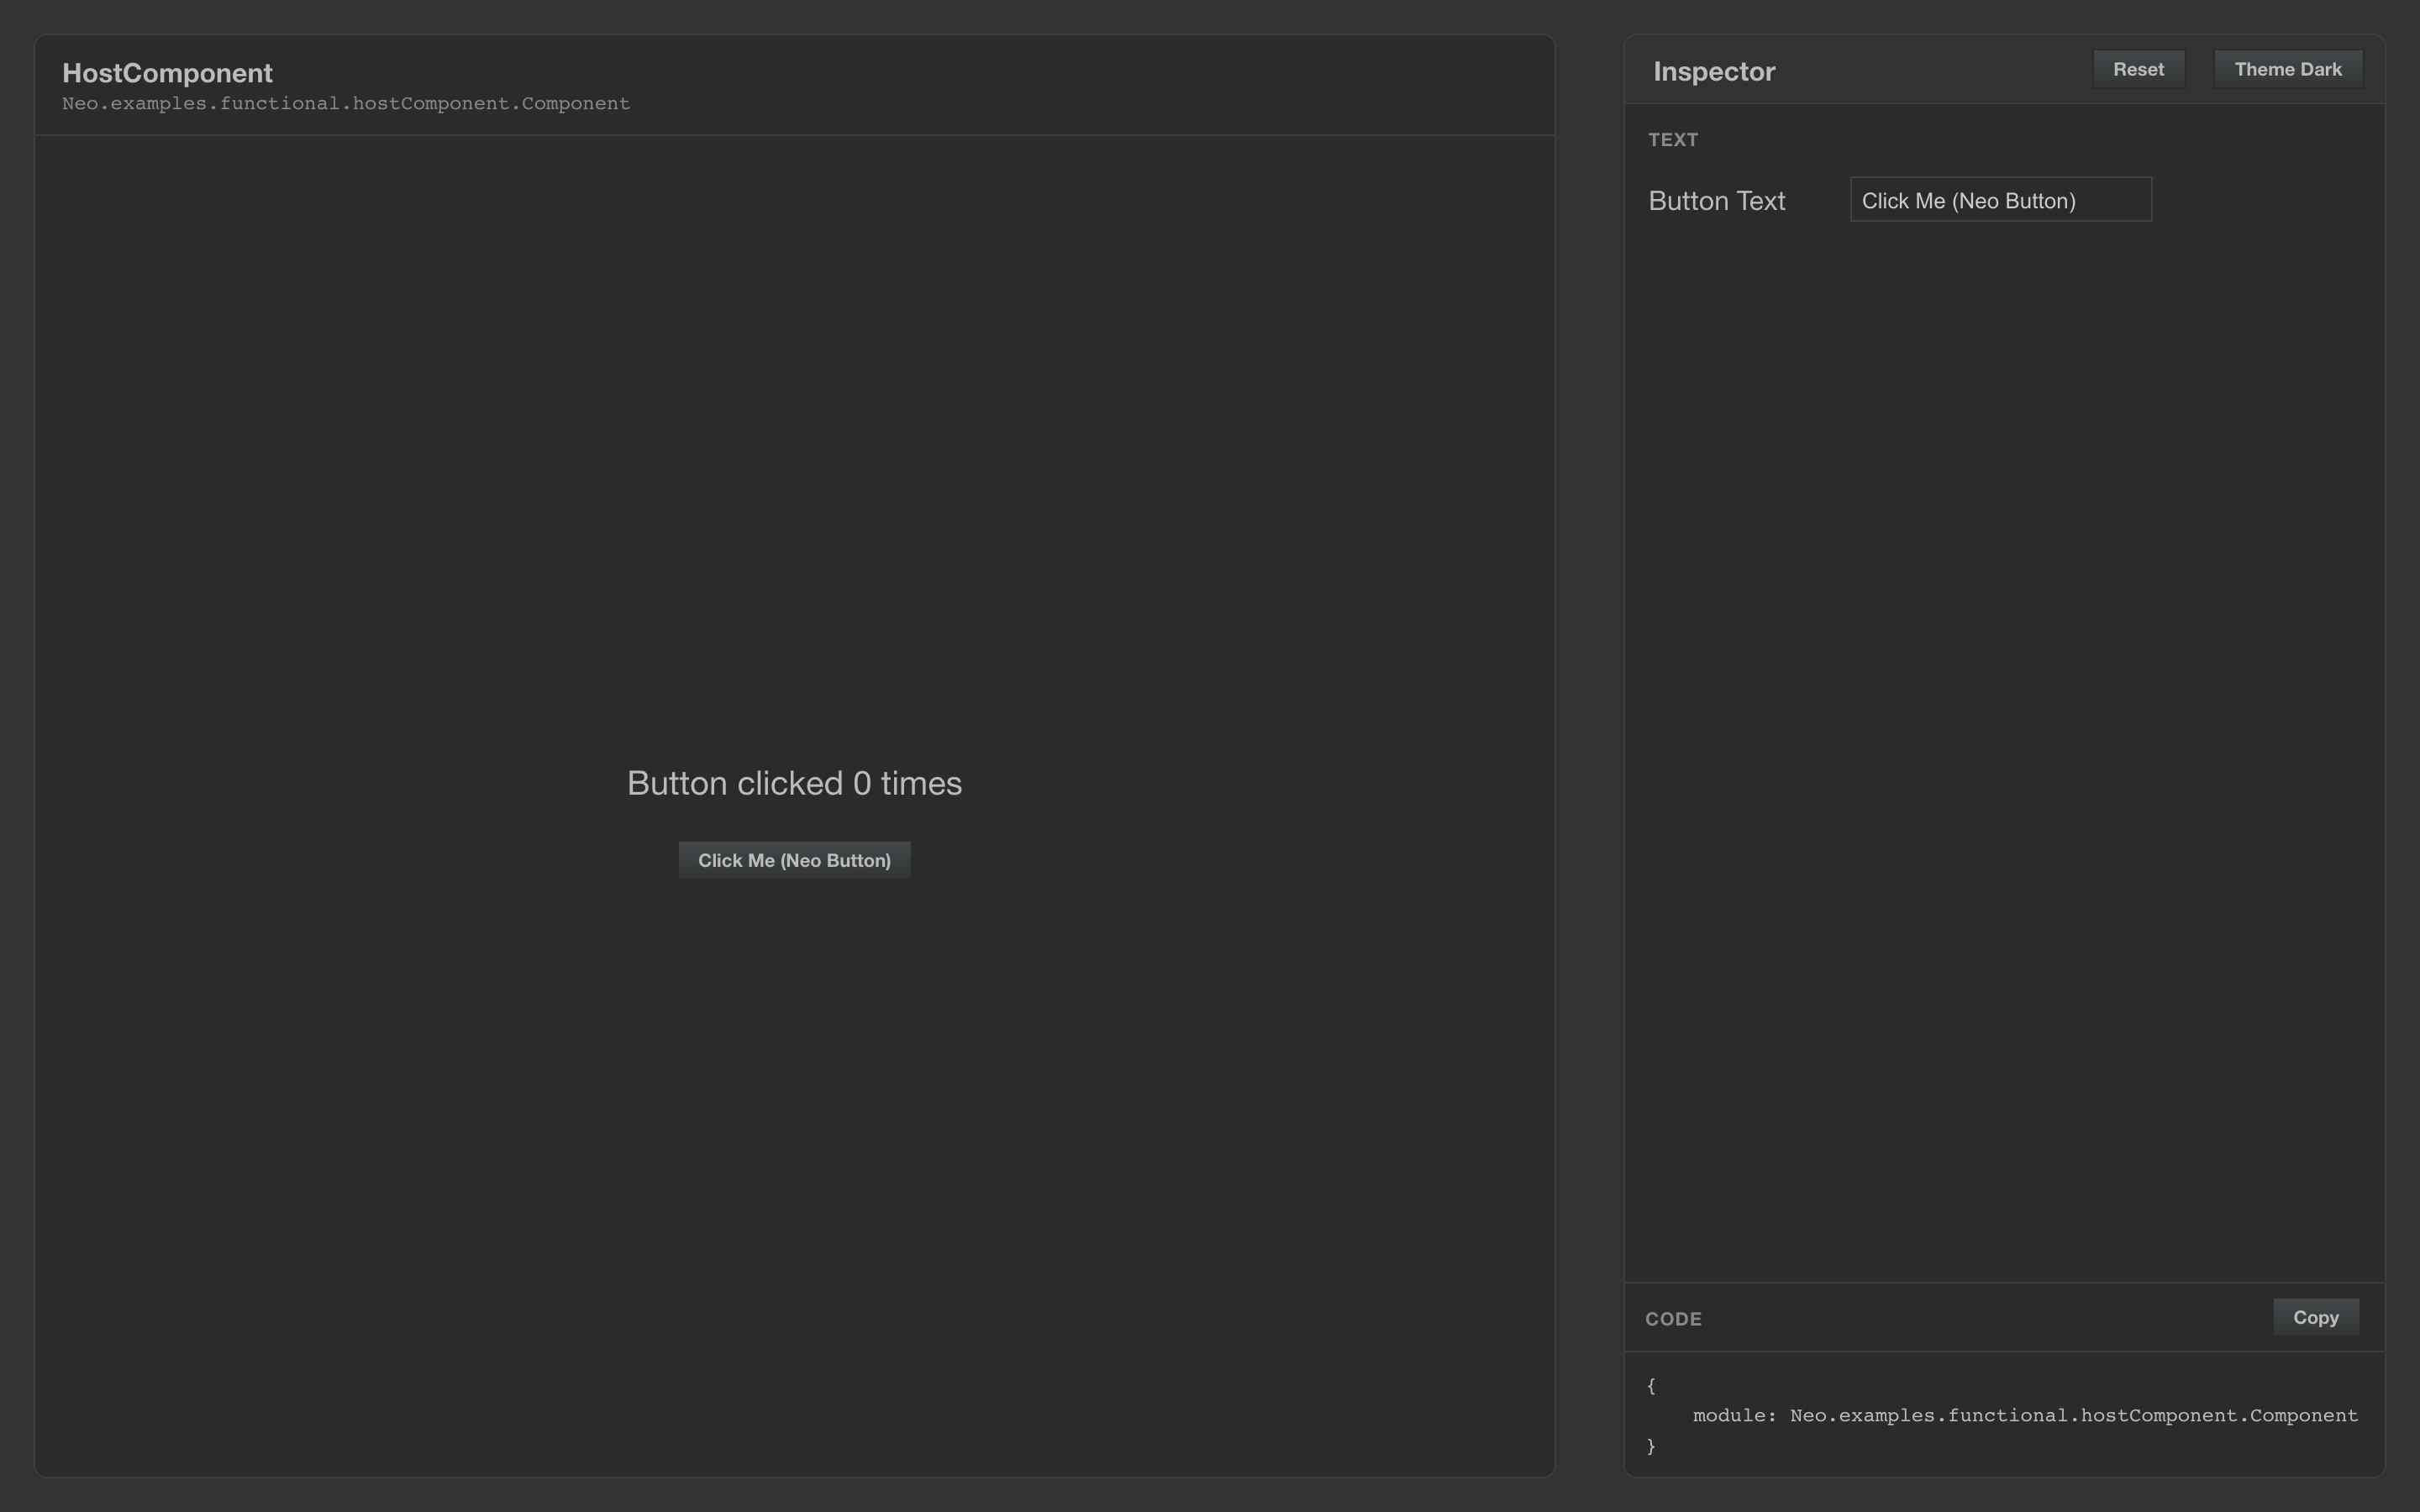 HostComponent
Neo.examples.functional.hostComponent.Component
Button clicked 0 times
Click Me (Neo Button)
Inspector
Reset
Theme Dark
TEXT
Button Text
Click Me (Neo Button)
CODE
Copy
{
    module: Neo.examples.functional.hostComponent.Component
}